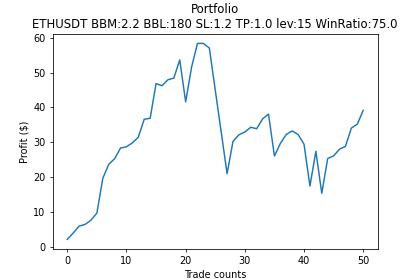 Portfolio
ETHUSDT BBM:2.2 BBL:180 SL:1.2 TP:1.0 lev:15 WinRatio:75.0
60
50
40
30
20
10
0
Profit ($)
0 10 20 30 40 50
Trade counts